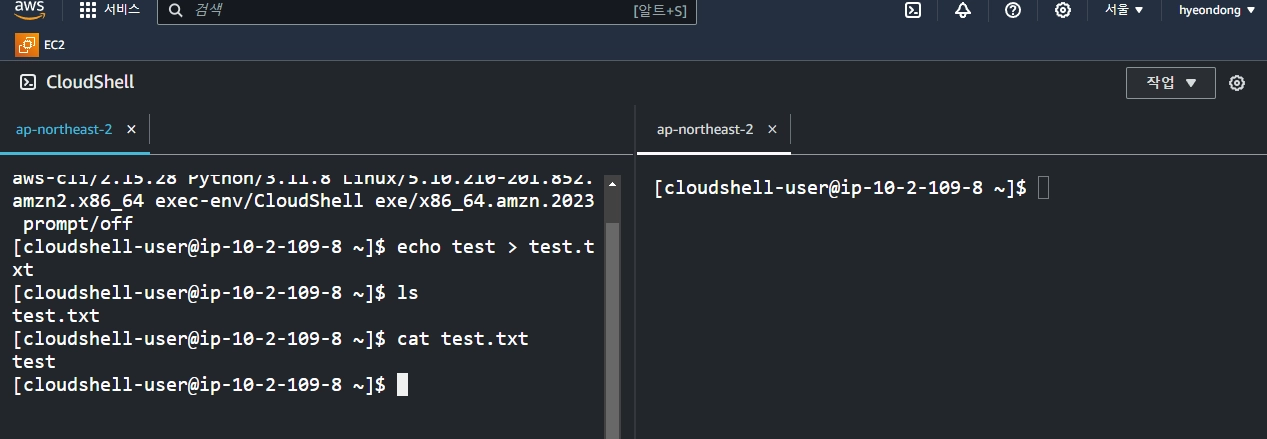 aws
서비스
검색
[알트+S]
서울 ▼
hyeondong ▼
EC2
CloudShell
작업 ▼
ap-northeast-2 ×
ap-northeast-2 ×
aws-cli/2.15.28 Python/3.11.8 Linux/5.10.210-201.852.
amzn2.x86_64 exec-env/CloudShell exe/x86_64.amzn.2023
prompt/off
[cloudshell-user@ip-10-2-109-8 ~]$ echo test > test.t
xt
[cloudshell-user@ip-10-2-109-8 ~]$ ls
test.txt
[cloudshell-user@ip-10-2-109-8 ~]$ cat test.txt
test
[cloudshell-user@ip-10-2-109-8 ~]$
[cloudshell-user@ip-10-2-109-8 ~]$